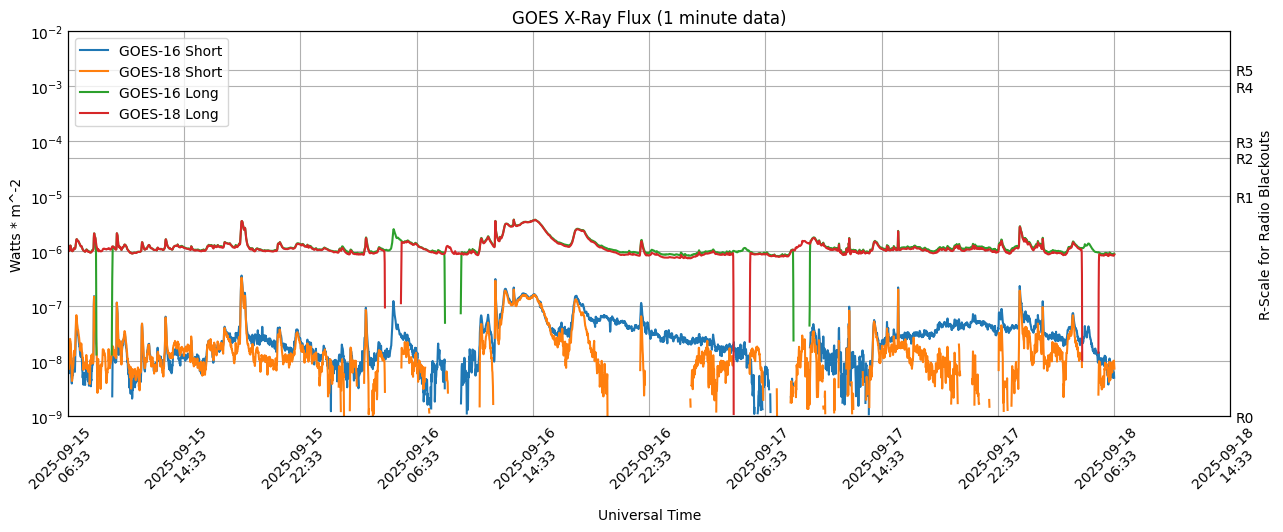 GOES X-Ray Flux (1 minute data)
GOES-16 Short
GOES-18 Short
GOES-16 Long
GOES-18 Long
10⁻²
10⁻³
10⁻⁴
10⁻⁵
10⁻⁶
10⁻⁷
10⁻⁸
10⁻⁹
Watts * m^-2
R5
R4
R3
R2
R1
R0
R-Scale for Radio Blackouts
2025-09-15
06:33
2025-09-15
14:33
2025-09-15
22:33
2025-09-16
06:33
2025-09-16
14:33
2025-09-16
22:33
2025-09-17
06:33
2025-09-17
14:33
2025-09-17
22:33
2025-09-18
06:33
2025-09-18
14:33
Universal Time